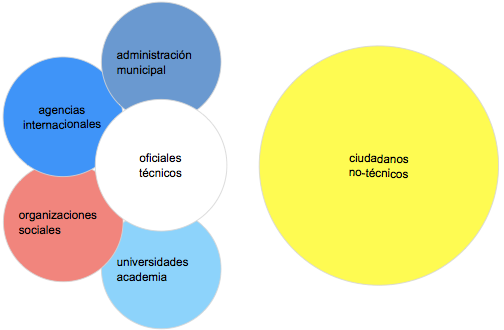 administración
municipal
agencias
internacionales
oficiales
técnicos
ciudadanos
no-técnicos
organizaciones
sociales
universidades
academia